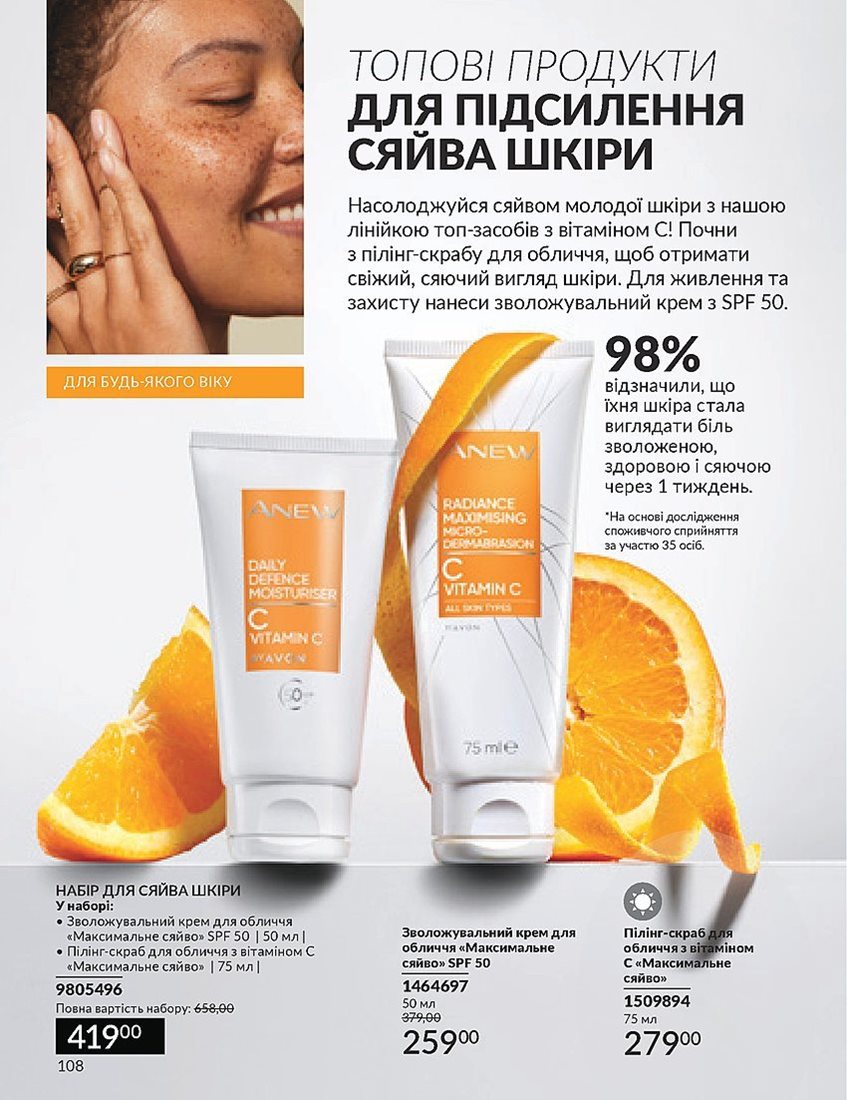 ТОПОВІ ПРОДУКТИ
ДЛЯ ПІДСИЛЕННЯ
СЯЙВА ШКІРИ
Насолоджуйся сяйвом молодої шкіри з нашою
лінійкою топ-засобів з вітаміном С! Почни
з пілінг-скрабу для обличчя, щоб отримати
свіжий, сяючий вигляд шкіри. Для живлення та
захисту нанеси зволожувальний крем з SPF 50.
ДЛЯ БУДЬ-ЯКОГО ВІКУ
98%
відзначили, що
їхня шкіра стала
виглядати біль
зволоженою,
здоровою і сяючою
через 1 тиждень.
*На основі дослідження
споживчого сприйняття
за участю 35 осіб.
ANEW
DAILY
DEFENCE
MOISTURISER
C
VITAMIN C
BY AVON
50
ANEW
RADIANCE
MAXIMISING
MICRO-
DERMABRASION
C
VITAMIN C
ALL SKIN TYPES
BY AVON
75 ml e
НАБІР ДЛЯ СЯЙВА ШКІРИ
У наборі:
• Зволожувальний крем для обличчя
«Максимальне сяйво» SPF 50 | 50 мл |
• Пілінг-скраб для обличчя з вітаміном С
«Максимальне сяйво» | 75 мл |
9805496
Повна вартість набору: 658,00
41900
108
Зволожувальний крем для
обличчя «Максимальне
сяйво» SPF 50
1464697
50 мл
379,00
25900
Пілінг-скраб для
обличчя з вітаміном
С «Максимальне
сяйво»
1509894
75 мл
27900